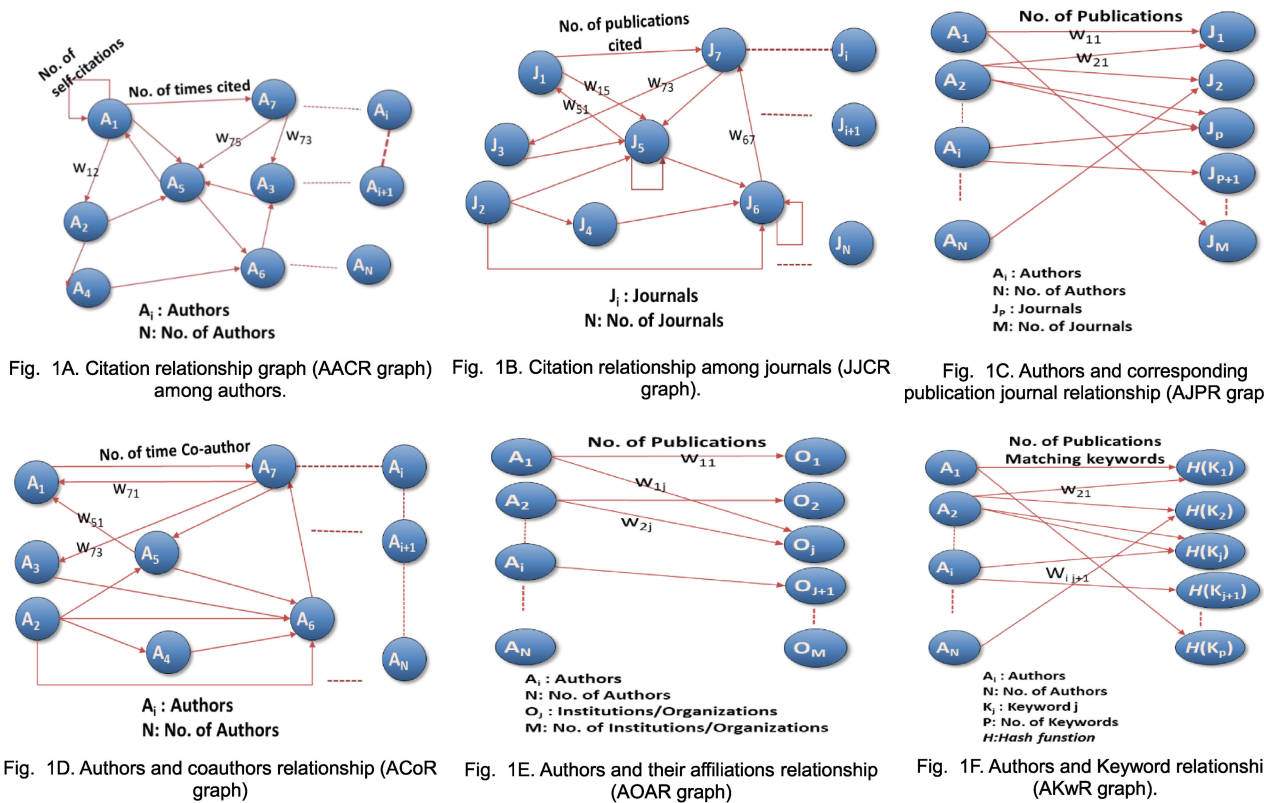 No. of
self-citations
No. of times cited
A1
A7
Ai
W75
W73
W12
A5
A3
Ai+1
A2
A6
AN
A4
Ai : Authors
N: No. of Authors
Fig. 1A. Citation relationship graph (AACR graph)
among authors.
No. of publications
cited
J1
J7
Ji
W15
W73
W51
Ji+1
W67
J3
J5
J2
J4
J6
JN
Ji : Journals
N: No. of Journals
Fig. 1B. Citation relationship among journals (JJCR
graph).
No. of Publications
A1
W11
J1
W21
A2
J2
Jp
Ai
JP+1
AN
JM
Ai : Authors
N: No. of Authors
Jp : Journals
M: No. of Journals
Fig. 1C. Authors and corresponding
publication journal relationship (AJPR grap
No. of time Co-author
A1
A7
Ai
W71
W51
W73
A5
Ai+1
A3
A2
A6
A4
AN
Ai : Authors
N: No. of Authors
Fig. 1D. Authors and coauthors relationship (ACoR
graph)
No. of Publications
A1
W11
O1
W1j
A2
O2
W2j
Oj
Ai
OJ+1
AN
OM
Ai : Authors
N: No. of Authors
OJ : Institutions/Organizations
M: No. of Institutions/Organizations
Fig. 1E. Authors and their affiliations relationship
(AOAR graph)
No. of Publications
Matching keywords
A1
H(K1)
W21
A2
H(K2)
H(Kj)
Ai
W i j+1
H(Kj+1)
AN
H(Kp)
Ai : Authors
N: No. of Authors
Kj : Keyword j
P: No. of Keywords
H:Hash funstion
Fig. 1F. Authors and Keyword relationshi
(AKwR graph).